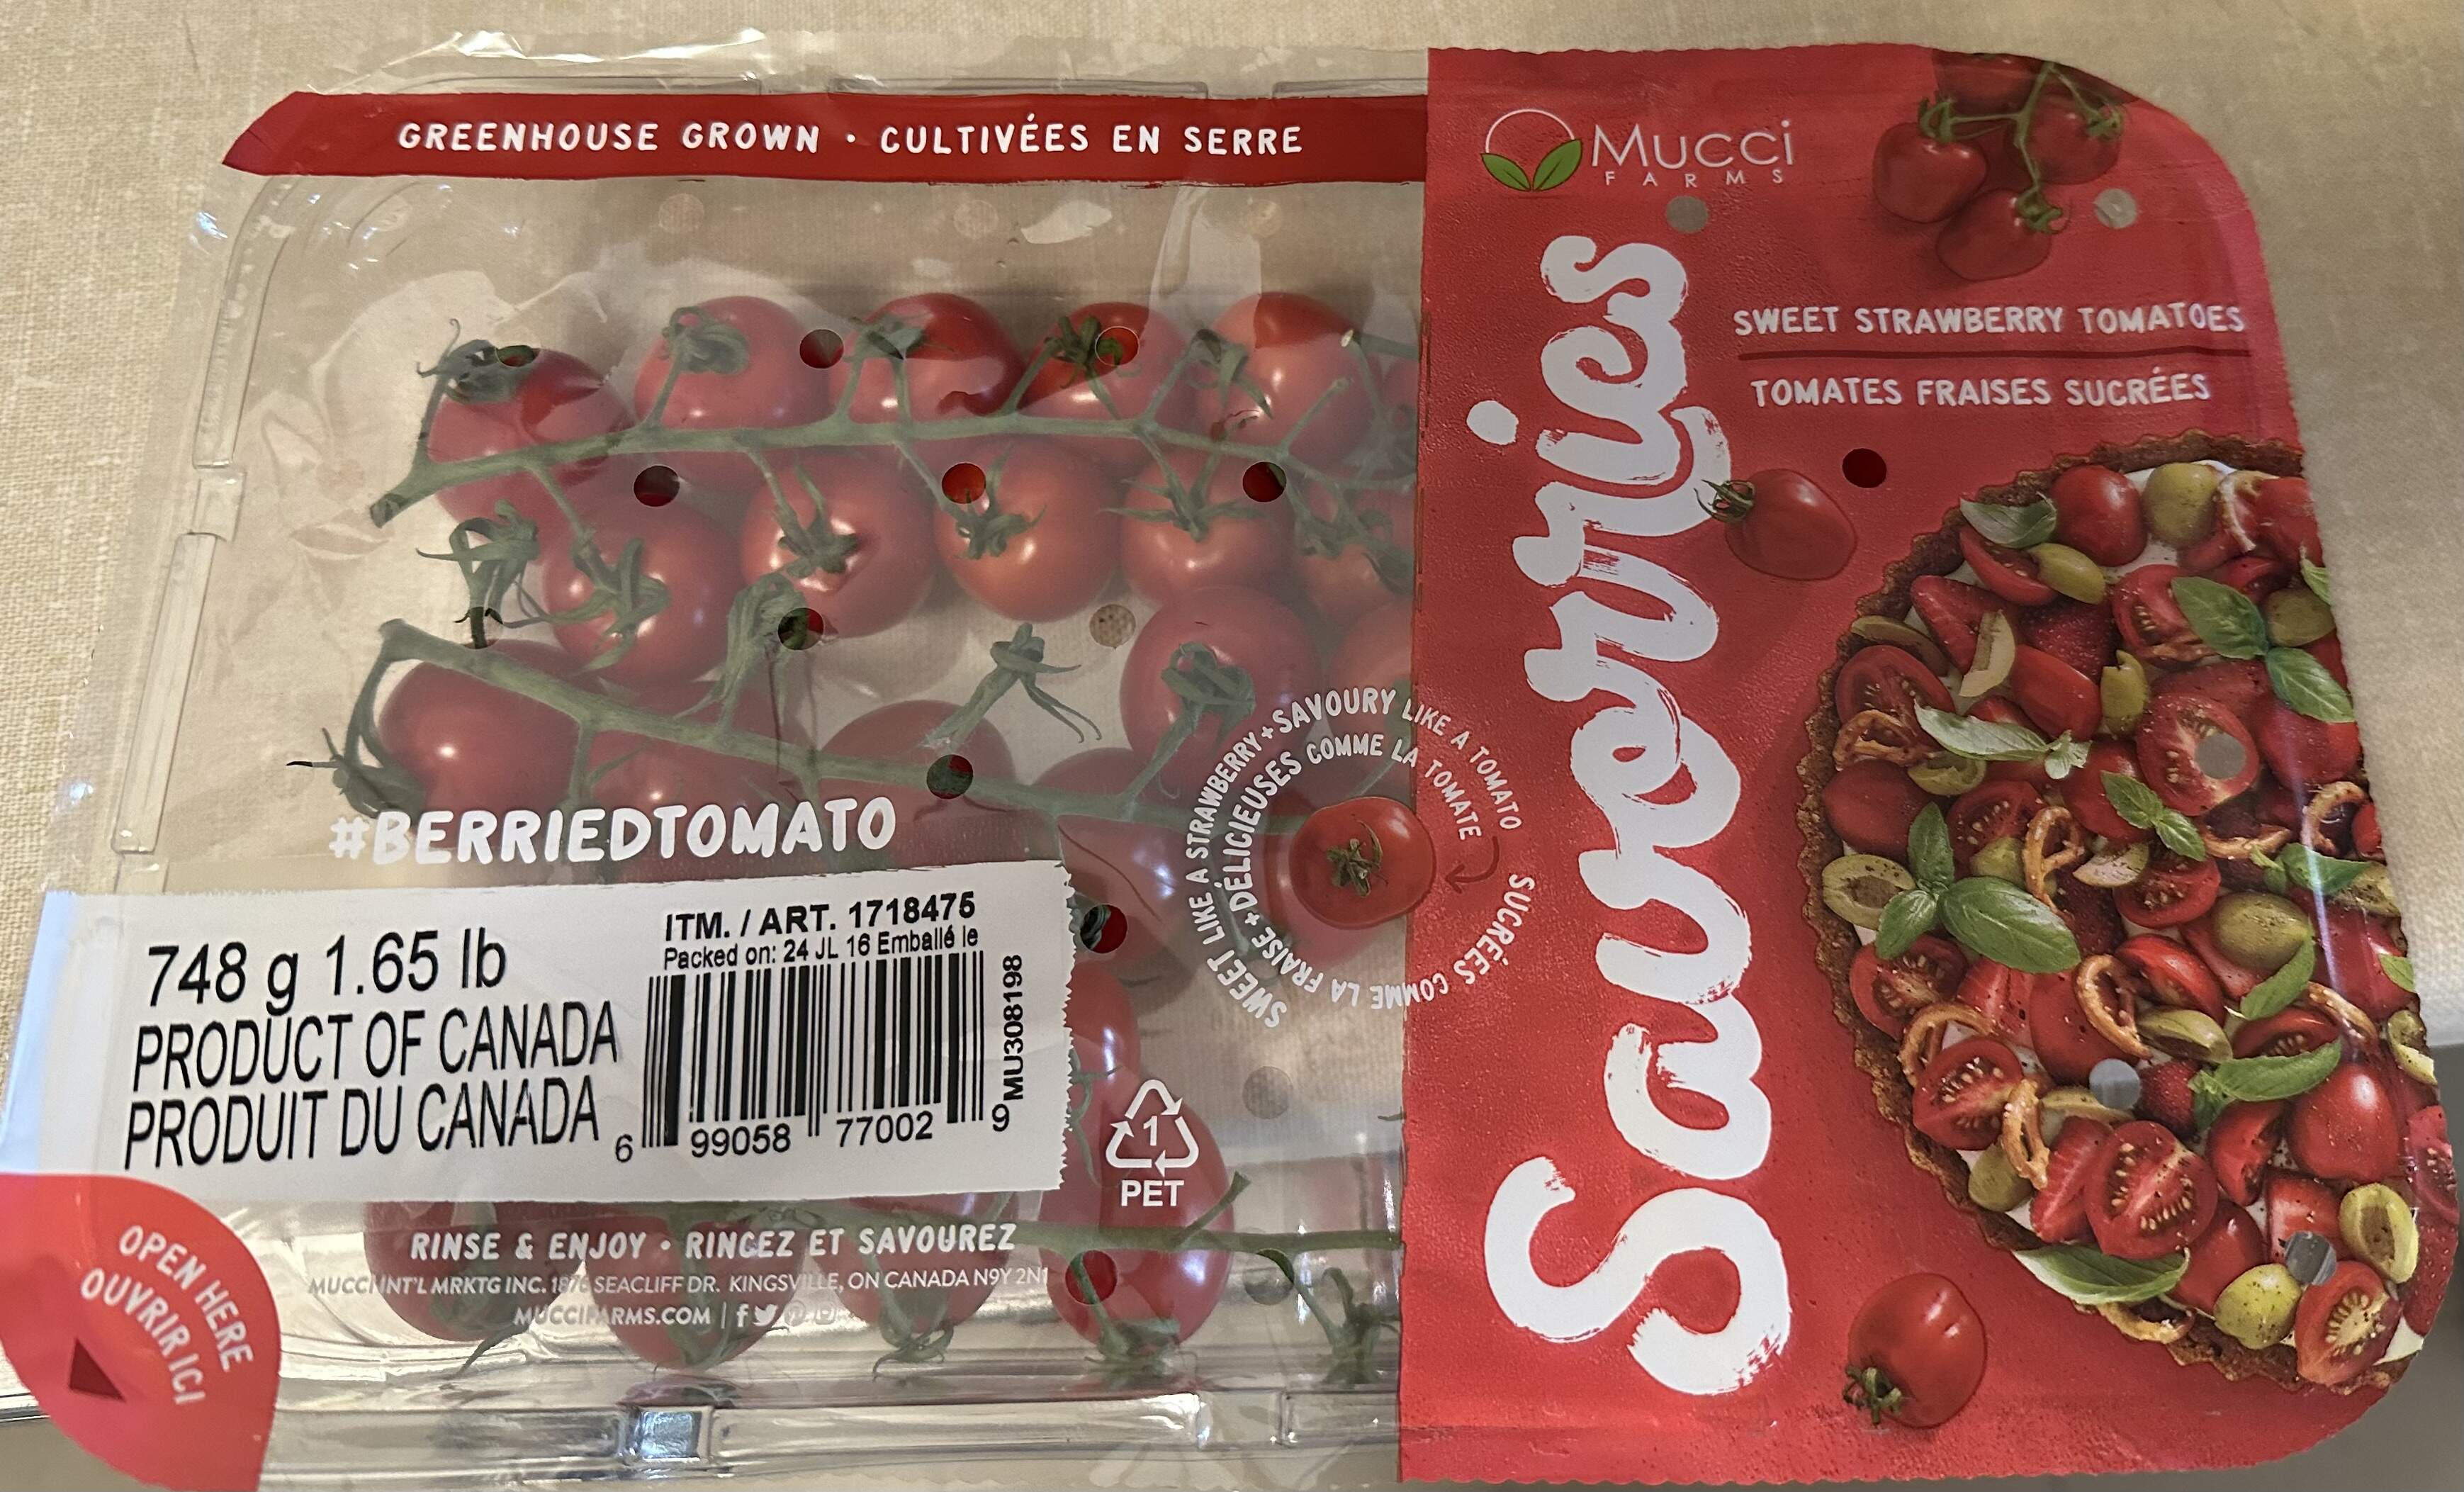 GREENHOUSE GROWN • CULTIVÉES EN SERRE
Mucci
FARMS
Saverries
SWEET STRAWBERRY TOMATOES
TOMATES FRAISES SUCRÉES
SWEET LIKE A STRAWBERRY + SAVOURY LIKE A TOMATO
SUCRÉES COMME LA FRAISE + DÉLICIEUSES COMME LA TOMATE
#BERRIEDTOMATO
748 g 1.65 lb
PRODUCT OF CANADA
PRODUIT DU CANADA
ITM. / ART. 1718475
Packed on: 24 JL 16 Emballé le
6 99058 77002 9
MU308198
1
PET
RINSE & ENJOY • RINCEZ ET SAVOUREZ
MUCCI INT'L MRKTG INC. 1876 SEACLIFF DR. KINGSVILLE, ON CANADA N9Y 2N1
MUCCIFARMS.COM |
OPEN HERE
OUVRIR ICI